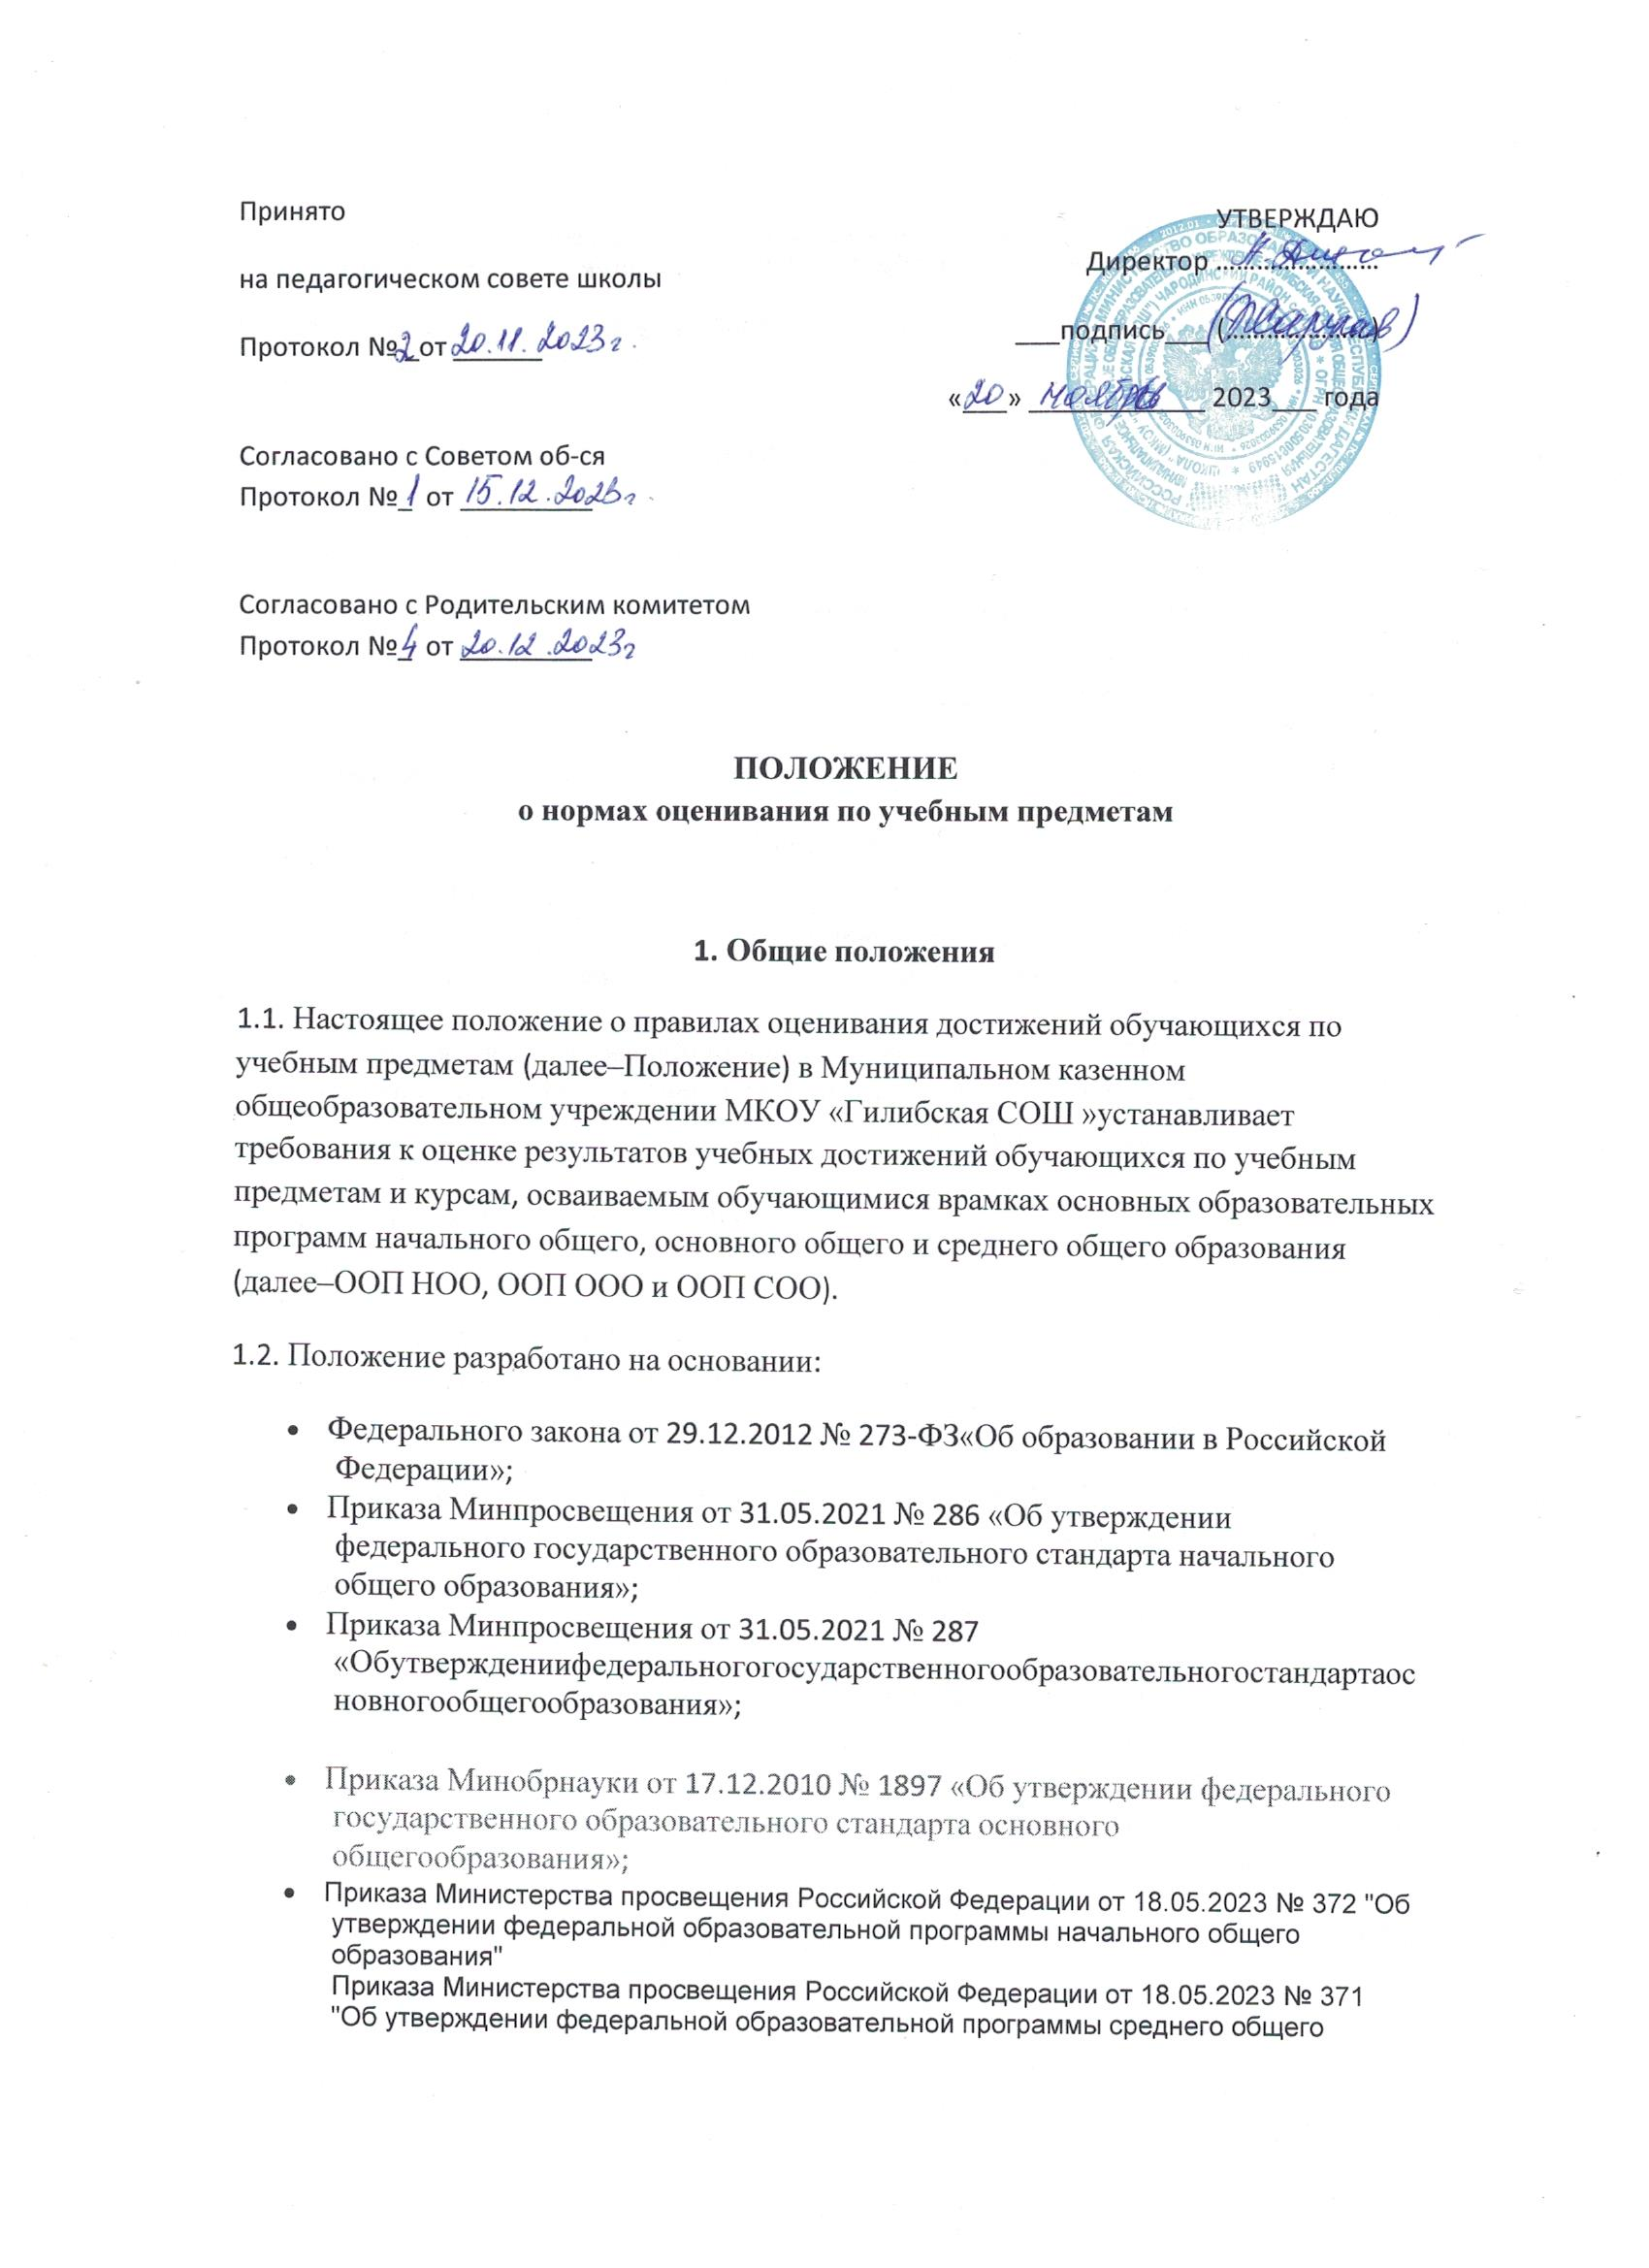 Принято
УТВЕРЖДАЮ
на педагогическом совете школы
Директор ........................
Протокол №2 от 20.11.2023г.
___подпись___(......................)
«20» ноября 2023___ года
Согласовано с Советом об-ся
Протокол №1 от 15.12.2023г.
Согласовано с Родительским комитетом
Протокол №4 от 20.12.2023г
ПОЛОЖЕНИЕ
о нормах оценивания по учебным предметам
1. Общие положения
1.1. Настоящее положение о правилах оценивания достижений обучающихся по
учебным предметам (далее–Положение) в Муниципальном казенном
общеобразовательном учреждении МКОУ «Гилибская СОШ »устанавливает
требования к оценке результатов учебных достижений обучающихся по учебным
предметам и курсам, осваиваемым обучающимися врамках основных образовательных
программ начального общего, основного общего и среднего общего образования
(далее–ООП НОО, ООП ООО и ООП СОО).
1.2. Положение разработано на основании:
• Федерального закона от 29.12.2012 № 273-ФЗ«Об образовании в Российской
Федерации»;
• Приказа Минпросвещения от 31.05.2021 № 286 «Об утверждении
федерального государственного образовательного стандарта начального
общего образования»;
• Приказа Минпросвещения от 31.05.2021 № 287
«Обутверждениифедеральногогосударственногообразовательногостандартаос
новногообщегообразования»;
• Приказа Минобрнауки от 17.12.2010 № 1897 «Об утверждении федерального
государственного образовательного стандарта основного
общегообразования»;
• Приказа Министерства просвещения Российской Федерации от 18.05.2023 № 372 "Об
утверждении федеральной образовательной программы начального общего
образования"
Приказа Министерства просвещения Российской Федерации от 18.05.2023 № 371
"Об утверждении федеральной образовательной программы среднего общего